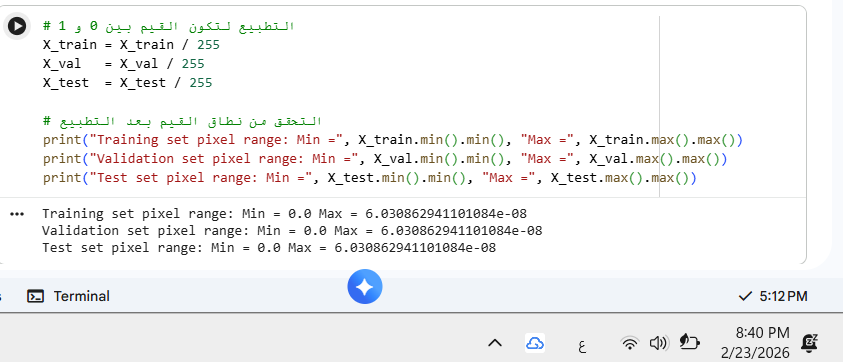 # التطبيع لتكون القيم بين 0 و 1
X_train = X_train / 255
X_val   = X_val / 255
X_test  = X_test / 255
# التحقق من نطاق القيم بعد التطبيع
print("Training set pixel range: Min =", X_train.min().min(), "Max =", X_train.max().max())
print("Validation set pixel range: Min =", X_val.min().min(), "Max =", X_val.max().max())
print("Test set pixel range: Min =", X_test.min().min(), "Max =", X_test.max().max())
Training set pixel range: Min = 0.0 Max = 6.030862941101084e-08
Validation set pixel range: Min = 0.0 Max = 6.030862941101084e-08
Test set pixel range: Min = 0.0 Max = 6.030862941101084e-08
Terminal
5:12 PM
ع
8:40 PM
2/23/2026